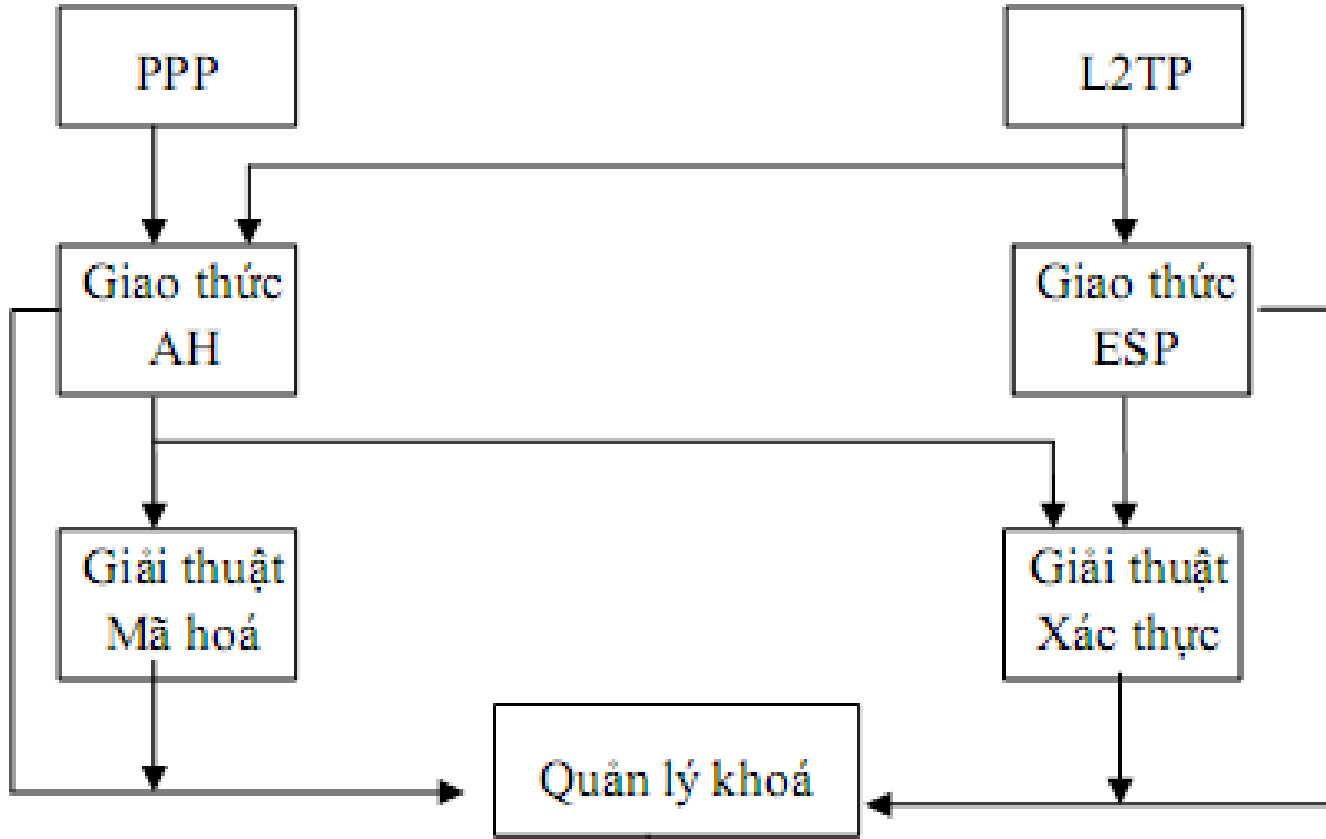 PPP
L2TP
Giao thức
AH
Giao thức
ESP
Giải thuật
Mã hoá
Giải thuật
Xác thực
Quản lý khoá